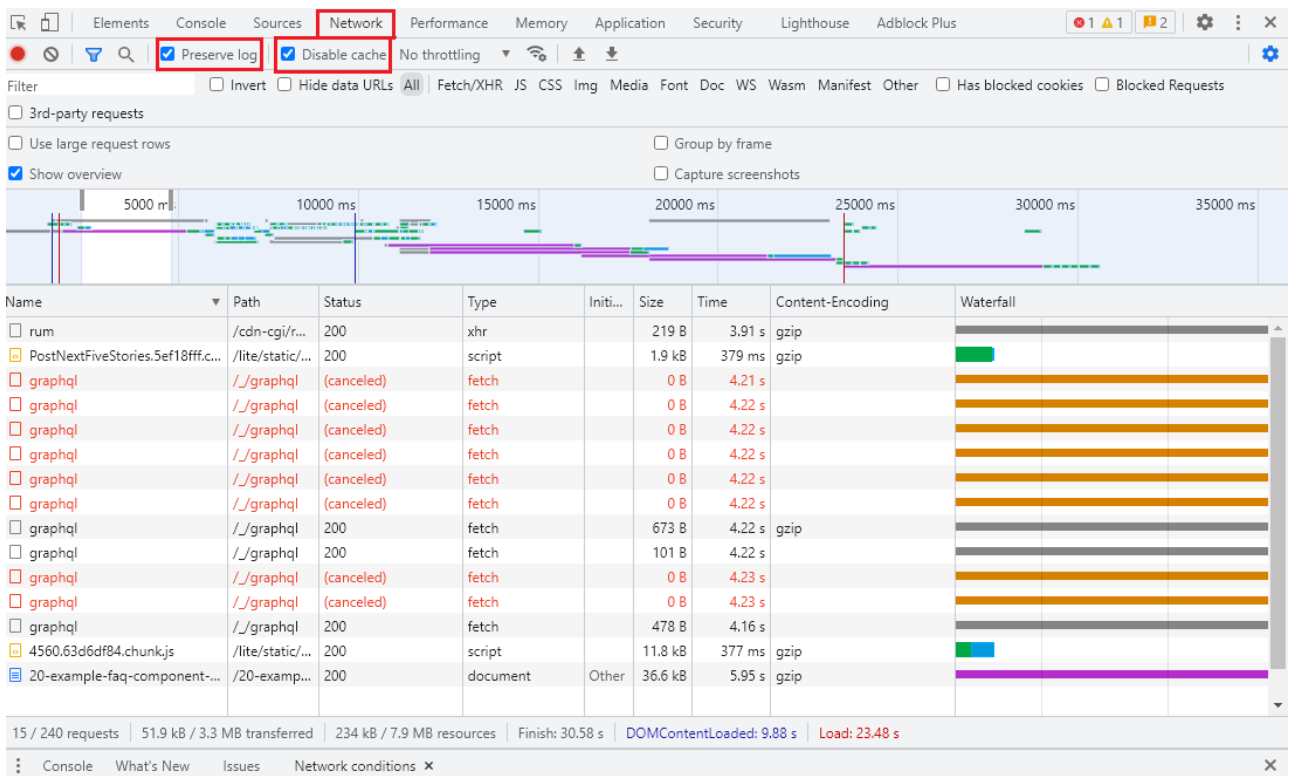 Elements Console Sources Network Performance Memory Application Security Lighthouse Adblock Plus 1 1 2
Preserve log Disable cache No throttling
Filter Invert Hide data URLs All Fetch/XHR JS CSS Img Media Font Doc WS Wasm Manifest Other Has blocked cookies Blocked Requests
3rd-party requests
Use large request rows Group by frame
Show overview Capture screenshots
5000 ms 10000 ms 15000 ms 20000 ms 25000 ms 30000 ms 35000 ms
Name Path Status Type Initi... Size Time Content-Encoding Waterfall
rum /cdn-cgi/r... 200 xhr 219 B 3.91 s gzip
PostNextFiveStories.5ef18fff.c... /lite/static/... 200 script 1.9 kB 379 ms gzip
graphql /_/graphql (canceled) fetch 0 B 4.21 s
graphql /_/graphql (canceled) fetch 0 B 4.22 s
graphql /_/graphql (canceled) fetch 0 B 4.22 s
graphql /_/graphql (canceled) fetch 0 B 4.22 s
graphql /_/graphql (canceled) fetch 0 B 4.22 s
graphql /_/graphql (canceled) fetch 0 B 4.22 s
graphql /_/graphql 200 fetch 673 B 4.22 s gzip
graphql /_/graphql 200 fetch 101 B 4.22 s
graphql /_/graphql (canceled) fetch 0 B 4.23 s
graphql /_/graphql (canceled) fetch 0 B 4.23 s
graphql /_/graphql 200 fetch 478 B 4.16 s
4560.63d6df84.chunk.js /lite/static/... 200 script 11.8 kB 377 ms gzip
20-example-faq-component-... /20-examp... 200 document Other 36.6 kB 5.95 s gzip
15 / 240 requests 51.9 kB / 3.3 MB transferred 234 kB / 7.9 MB resources Finish: 30.58 s DOMContentLoaded: 9.88 s Load: 23.48 s
Console What's New Issues Network conditions